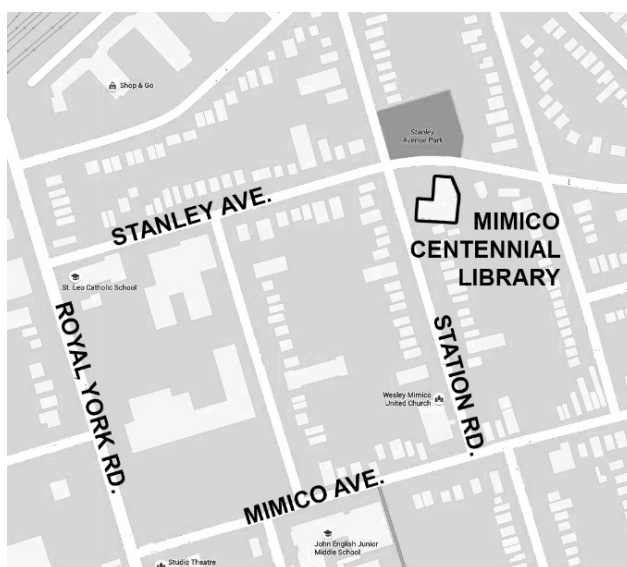 Shop & Go
Stanley
Avenue Park
STANLEY AVE.
MIMICO
CENTENNIAL
LIBRARY
St. Leo Catholic School
ROYAL YORK RD.
STATION RD.
Wesley Mimico
United Church
MIMICO AVE.
John English Junior
Middle School
Studio Theatre